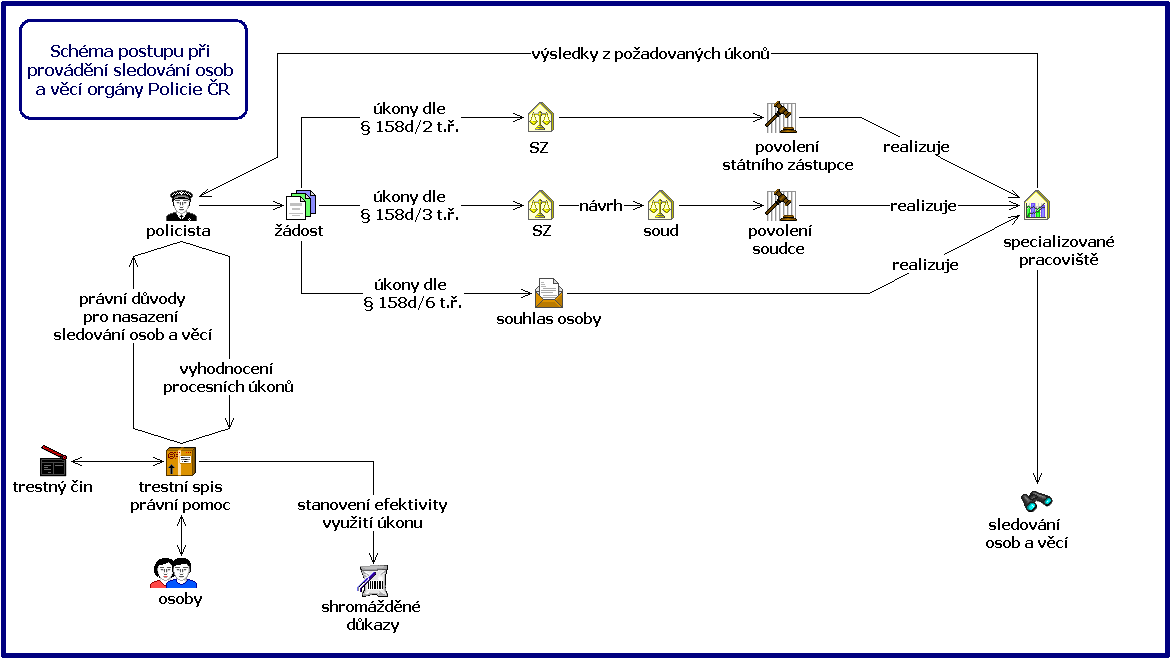 Schéma postupu při
provádění sledování osob
a věcí orgány Policie ČR
výsledky z požadovaných úkonů
úkony dle
§ 158d/2 t.ř.
SZ
povolení
státního zástupce
realizuje
policista
žádost
úkony dle
§ 158d/3 t.ř.
SZ
návrh
soud
povolení
soudce
realizuje
specializované
pracoviště
úkony dle
§ 158d/6 t.ř.
souhlas osoby
realizuje
právní důvody
pro nasazení
sledování osob a věcí
vyhodnocení
procesních úkonů
trestný čin
trestní spis
právní pomoc
stanovení efektivity
využití úkonu
osoby
shromážděné
důkazy
sledování
osob a věcí